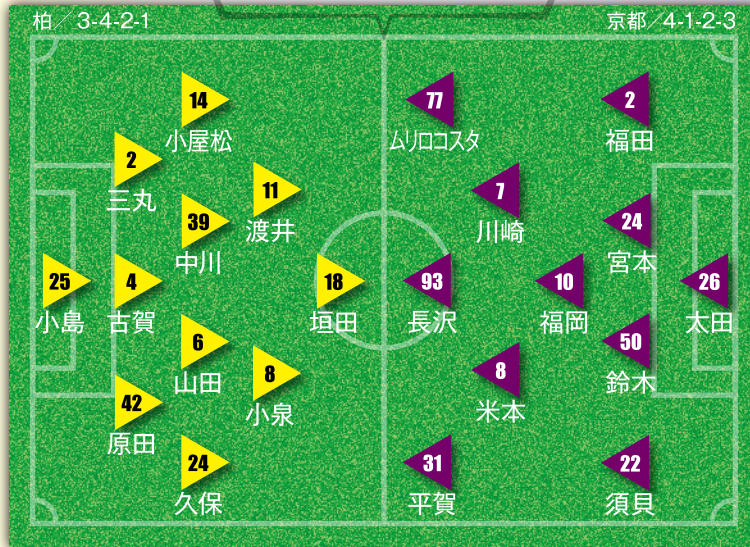 柏／3-4-2-1
京都／4-1-2-3
14
小屋松
77
ムリロコスタ
2
福田
2
三丸
11
渡井
7
川崎
39
中川
24
宮本
25
小島
4
古賀
18
垣田
93
長沢
10
福岡
26
太田
6
山田
8
小泉
8
米本
50
鈴木
42
原田
24
久保
31
平賀
22
須貝